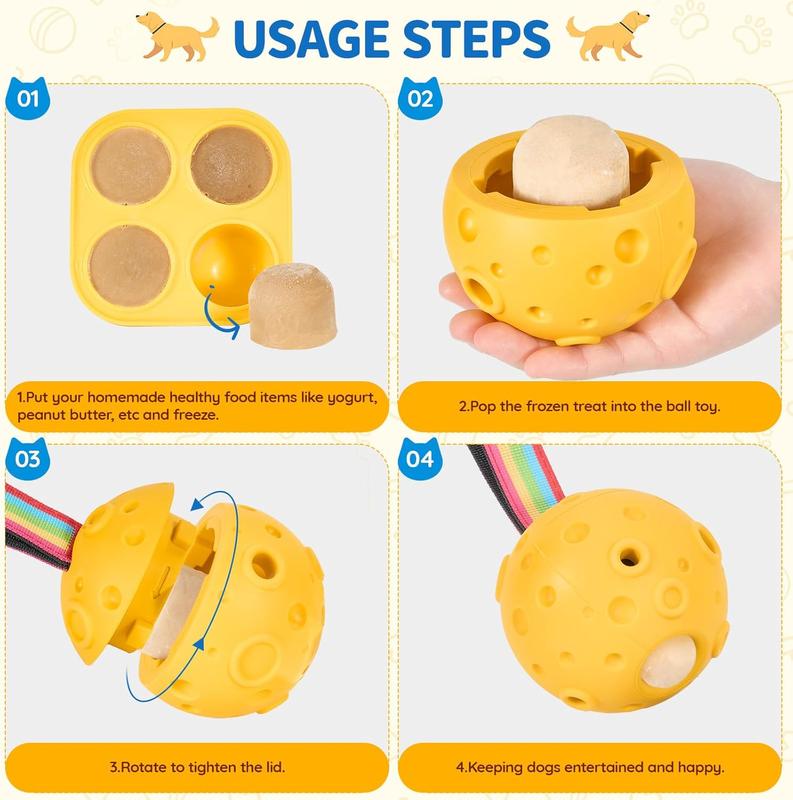 USAGE STEPS
01
1.Put your homemade healthy food items like yogurt,
peanut butter, etc and freeze.
02
2.Pop the frozen treat into the ball toy.
03
3.Rotate to tighten the lid.
04
4.Keeping dogs entertained and happy.